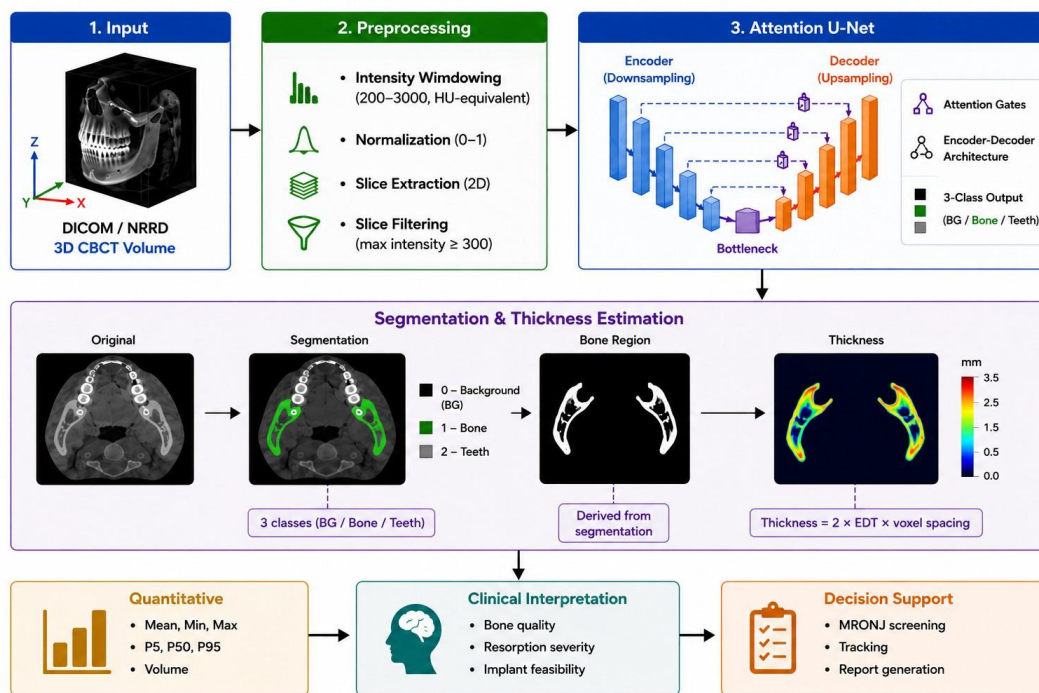 1. Input
Z
Y
X
DICOM / NRRD
3D CBCT Volume
2. Preprocessing
• Intensity Wimdowing
(200–3000, HU-equivalent)
• Normalization (0–1)
• Slice Extraction (2D)
• Slice Filtering
(max intensity ≥ 300)
3. Attention U-Net
Encoder
(Downsampling)
Decoder
(Upsampling)
Bottleneck
Attention Gates
Encoder-Decoder
Architecture
3-Class Output
(BG / Bone / Teeth)
Segmentation & Thickness Estimation
Original
Segmentation
0 – Background
(BG)
1 – Bone
2 – Teeth
3 classes (BG / Bone / Teeth)
Bone Region
Derived from
segmentation
Thickness
mm
3.5
2.5
1.5
0.5
0.0
Thickness = 2 × EDT × voxel spacing
Quantitative
• Mean, Min, Max
• P5, P50, P95
• Volume
Clinical Interpretation
• Bone quality
• Resorption severity
• Implant feasibility
Decision Support
• MRONJ screening
• Tracking
• Report generation